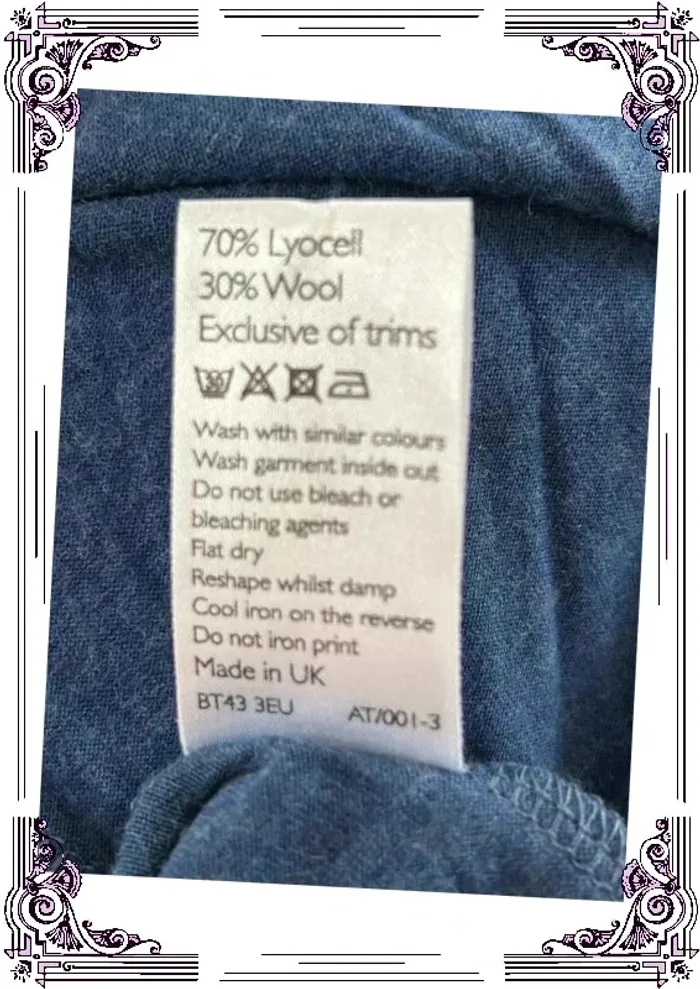 70% Lyocell
30% Wool
Exclusive of trims
30
Wash with similar colours
Wash garment inside out
Do not use bleach or
bleaching agents
Flat dry
Reshape whilst damp
Cool iron on the reverse
Do not iron print
Made in UK
BT43 3EU AT/001-3